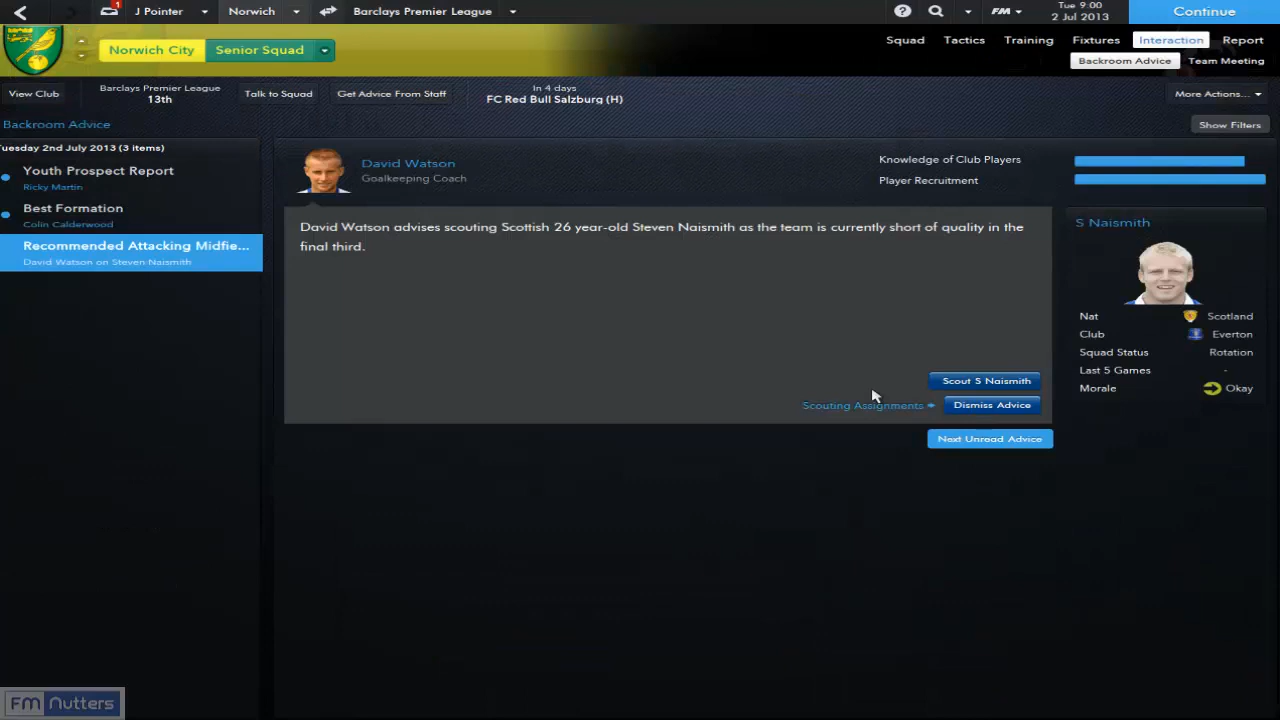 1
J Pointer
Norwich
Barclays Premier League
?
FM
Tue 9:00
2 Jul 2013
Continue
Norwich City
Senior Squad
Squad
Tactics
Training
Fixtures
Interaction
Report
Backroom Advice
Team Meeting
View Club
Barclays Premier League
13th
Talk to Squad
Get Advice From Staff
In 4 days
FC Red Bull Salzburg (H)
More Actions...
Backroom Advice
Show Filters
Tuesday 2nd July 2013 (3 items)
Youth Prospect Report
Ricky Martin
Best Formation
Colin Calderwood
Recommended Attacking Midfie...
David Watson on Steven Naismith
David Watson
Goalkeeping Coach
Knowledge of Club Players
Player Recruitment
David Watson advises scouting Scottish 26 year-old Steven Naismith as the team is currently short of quality in the
final third.
Scout S Naismith
Scouting Assignments
Dismiss Advice
Next Unread Advice
S Naismith
Nat Scotland
Club Everton
Squad Status Rotation
Last 5 Games -
Morale Okay
FM Nutters